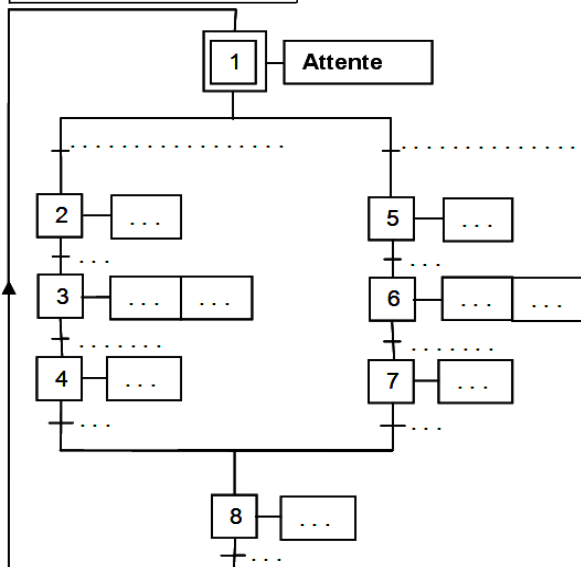 1 Attente
. . . . . . . . . . . . . . . . . . . . . . . . . . . . . . . . .
2 . . . 5 . . .
. . . . . .
3 . . . . . . 6 . . . . . .
. . . . . . . . . . . . . .
4 . . . 7 . . .
. . . . . .
8 . . .
. . .